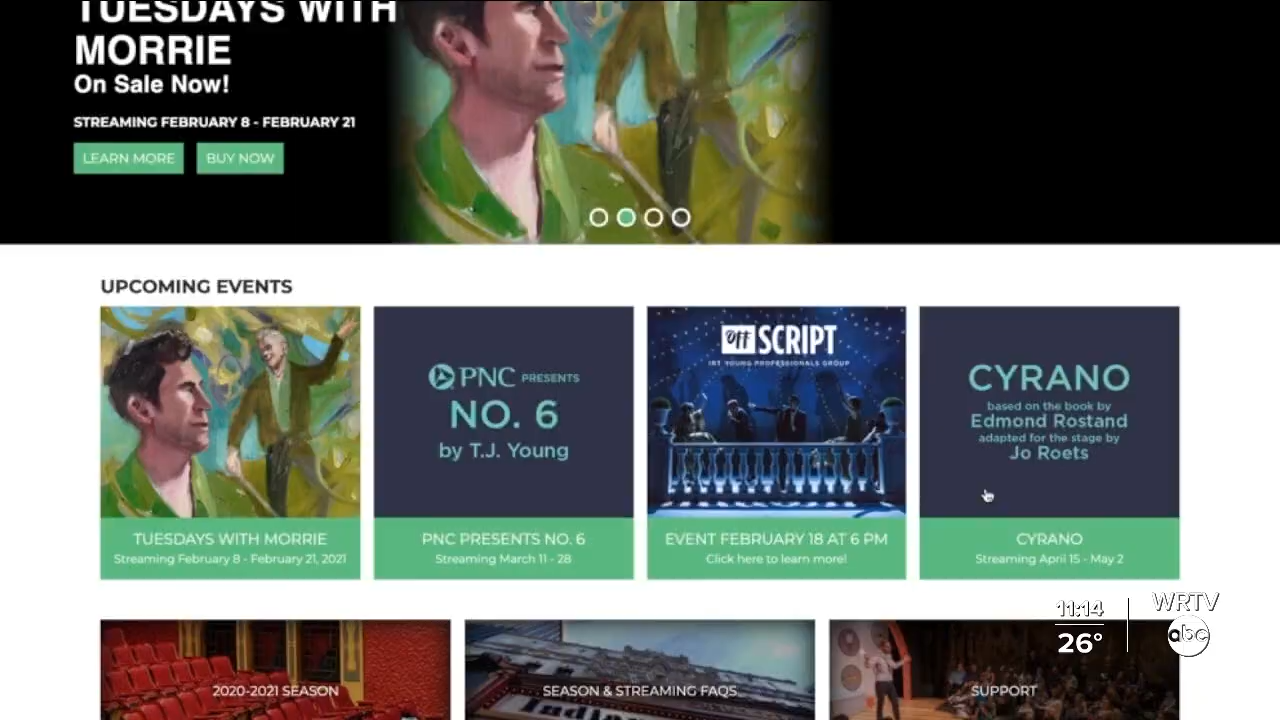 TUESDAYS WITH
MORRIE
On Sale Now!
STREAMING FEBRUARY 8 - FEBRUARY 21
LEARN MORE
BUY NOW
UPCOMING EVENTS
PNC PRESENTS
NO. 6
by T.J. Young
Off SCRIPT
IRT YOUNG PROFESSIONALS GROUP
CYRANO
based on the book by
Edmond Rostand
adapted for the stage by
Jo Roets
TUESDAYS WITH MORRIE
Streaming February 8 - February 21, 2021
PNC PRESENTS NO. 6
Streaming March 11 - 28
EVENT FEBRUARY 18 AT 6 PM
Click here to learn more!
CYRANO
Streaming April 15 - May 2
11:14
26°
WRTV
abc
2020-2021 SEASON
SEASON & STREAMING FAQS
SUPPORT
Indian